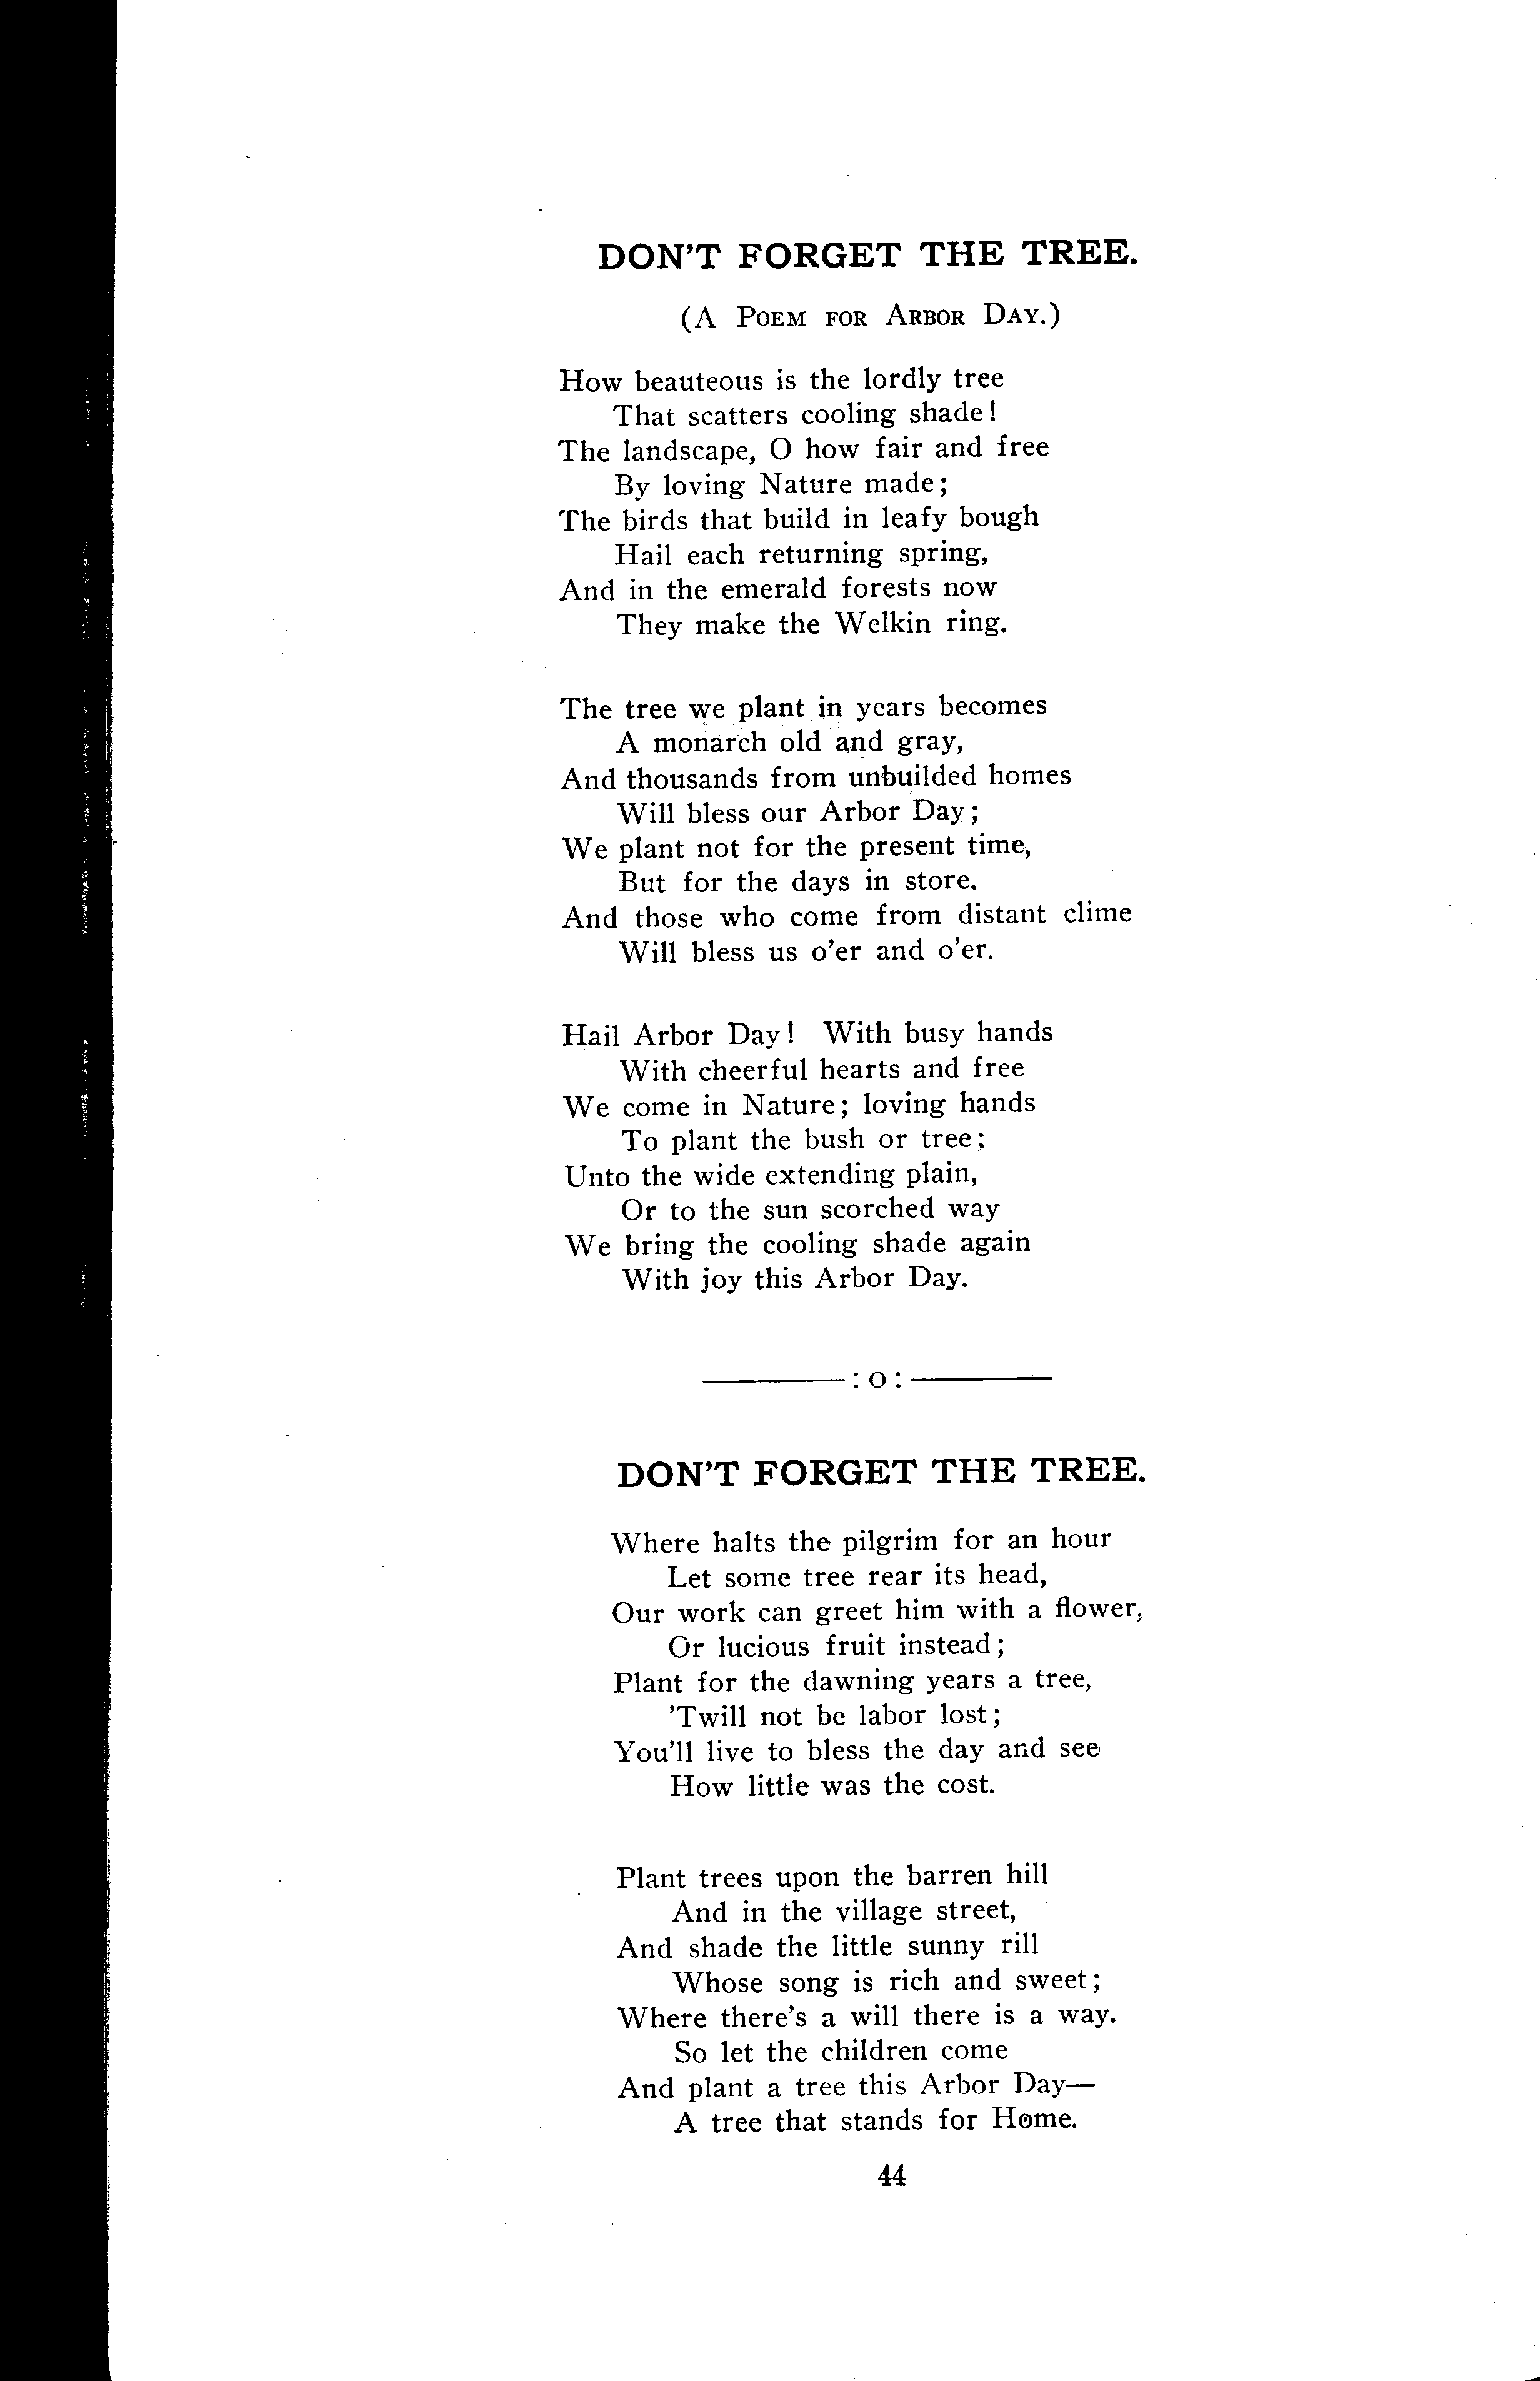 DON'T FORGET THE TREE.
(A POEM FOR ARBOR DAY.)
How beauteous is the lordly tree
That scatters cooling shade!
The landscape, O how fair and free
By loving Nature made;
The birds that build in leafy bough
Hail each returning spring,
And in the emerald forests now
They make the Welkin ring.
The tree we plant in years becomes
A monarch old and gray,
And thousands from unbuilded homes
Will bless our Arbor Day;
We plant not for the present time,
But for the days in store.
And those who come from distant clime
Will bless us o'er and o'er.
Hail Arbor Day! With busy hands
With cheerful hearts and free
We come in Nature; loving hands
To plant the bush or tree;
Unto the wide extending plain,
Or to the sun scorched way
We bring the cooling shade again
With joy this Arbor Day.
———:o:———
DON'T FORGET THE TREE.
Where halts the pilgrim for an hour
Let some tree rear its head,
Our work can greet him with a flower,
Or lucious fruit instead;
Plant for the dawning years a tree,
'Twill not be labor lost;
You'll live to bless the day and see
How little was the cost.
Plant trees upon the barren hill
And in the village street,
And shade the little sunny rill
Whose song is rich and sweet;
Where there's a will there is a way.
So let the children come
And plant a tree this Arbor Day—
A tree that stands for Home.
44